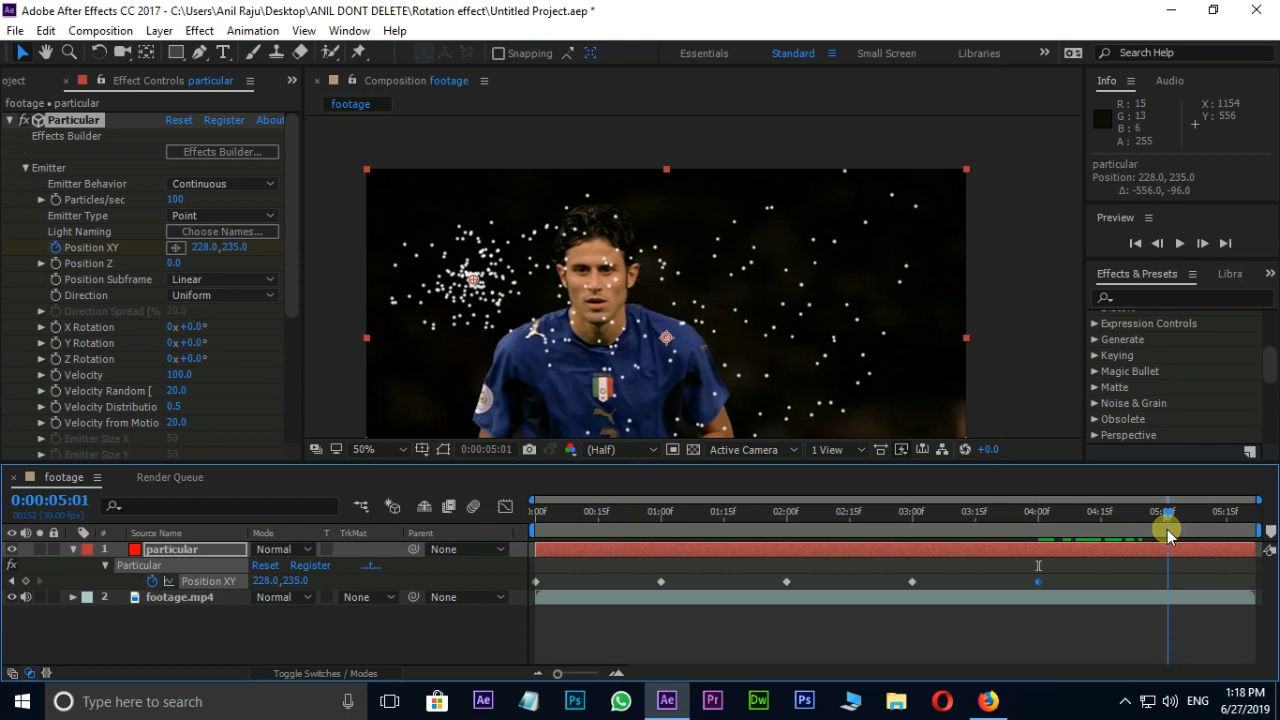 Adobe After Effects CC 2017 - C:\Users\Anil Raju\Desktop\ANIL DONT DELETE\Rotation effect\Untitled Project.aep *
File Edit Composition Layer Effect Animation View Window Help
Snapping Essentials Standard Small Screen Libraries Search Help
oject Effect Controls particular Composition footage Info Audio
footage • particular footage
fx Particular Reset Register About
Effects Builder
Effects Builder...
Emitter
Emitter Behavior Continuous
Particles/sec 100
Emitter Type Point
Light Naming Choose Names...
Position XY 228.0,235.0
Position Z 0.0
Position Subframe Linear
Direction Uniform
Direction Spread [% 20.0
X Rotation 0x+0.0°
Y Rotation 0x+0.0°
Z Rotation 0x+0.0°
Velocity 100.0
Velocity Random [ 20.0
Velocity Distributio 0.5
Velocity from Motio 20.0
Emitter Size X 50
Emitter Size Y 50
R : 15 X : 1154
G : 13 Y : 556
B : 6
A : 255
particular
Position: 228.0, 235.0
Δ: -556.0, -96.0
Preview
Effects & Presets Libra
Expression Controls
Generate
Keying
Magic Bullet
Matte
Noise & Grain
Obsolete
Perspective
50% 0:00:05:01 (Half) Active Camera 1 View +0.0
footage Render Queue
0:00:05:01
00152 (30.00 fps)
:00f 00:15f 01:00f 01:15f 02:00f 02:15f 03:00f 03:15f 04:00f 04:15f 05:00f 05:15f
# Source Name Mode T TrkMat Parent
1 particular Normal None
fx Particular Reset Register ...t...
Position XY 228.0,235.0
2 footage.mp4 Normal None None
Toggle Switches / Modes
Type here to search Ae Ps Ae Pr Dw Ps ENG 1:18 PM
6/27/2019